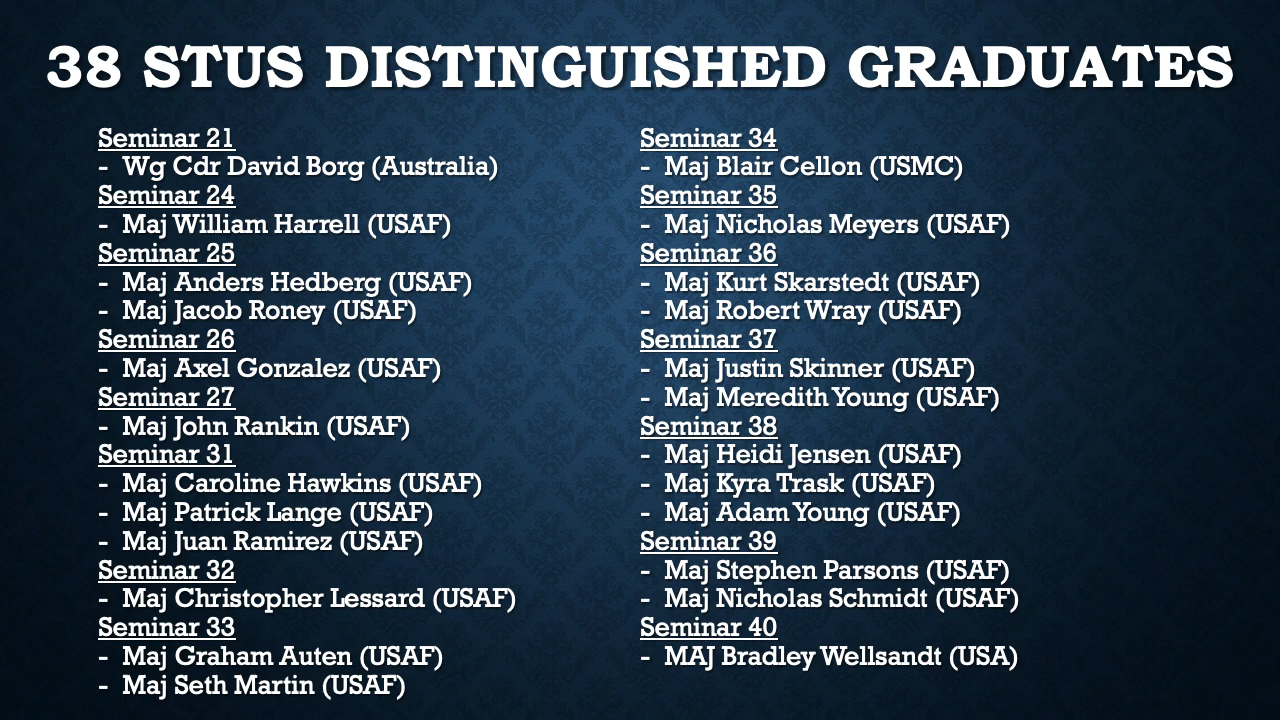 38 STUS DISTINGUISHED GRADUATES
Seminar 21
- Wg Cdr David Borg (Australia)
Seminar 24
- Maj William Harrell (USAF)
Seminar 25
- Maj Anders Hedberg (USAF)
- Maj Jacob Roney (USAF)
Seminar 26
- Maj Axel Gonzalez (USAF)
Seminar 27
- Maj John Rankin (USAF)
Seminar 31
- Maj Caroline Hawkins (USAF)
- Maj Patrick Lange (USAF)
- Maj Juan Ramirez (USAF)
Seminar 32
- Maj Christopher Lessard (USAF)
Seminar 33
- Maj Graham Auten (USAF)
- Maj Seth Martin (USAF)
Seminar 34
- Maj Blair Cellon (USMC)
Seminar 35
- Maj Nicholas Meyers (USAF)
Seminar 36
- Maj Kurt Skarstedt (USAF)
- Maj Robert Wray (USAF)
Seminar 37
- Maj Justin Skinner (USAF)
- Maj Meredith Young (USAF)
Seminar 38
- Maj Heidi Jensen (USAF)
- Maj Kyra Trask (USAF)
- Maj Adam Young (USAF)
Seminar 39
- Maj Stephen Parsons (USAF)
- Maj Nicholas Schmidt (USAF)
Seminar 40
- MAJ Bradley Wellsandt (USA)